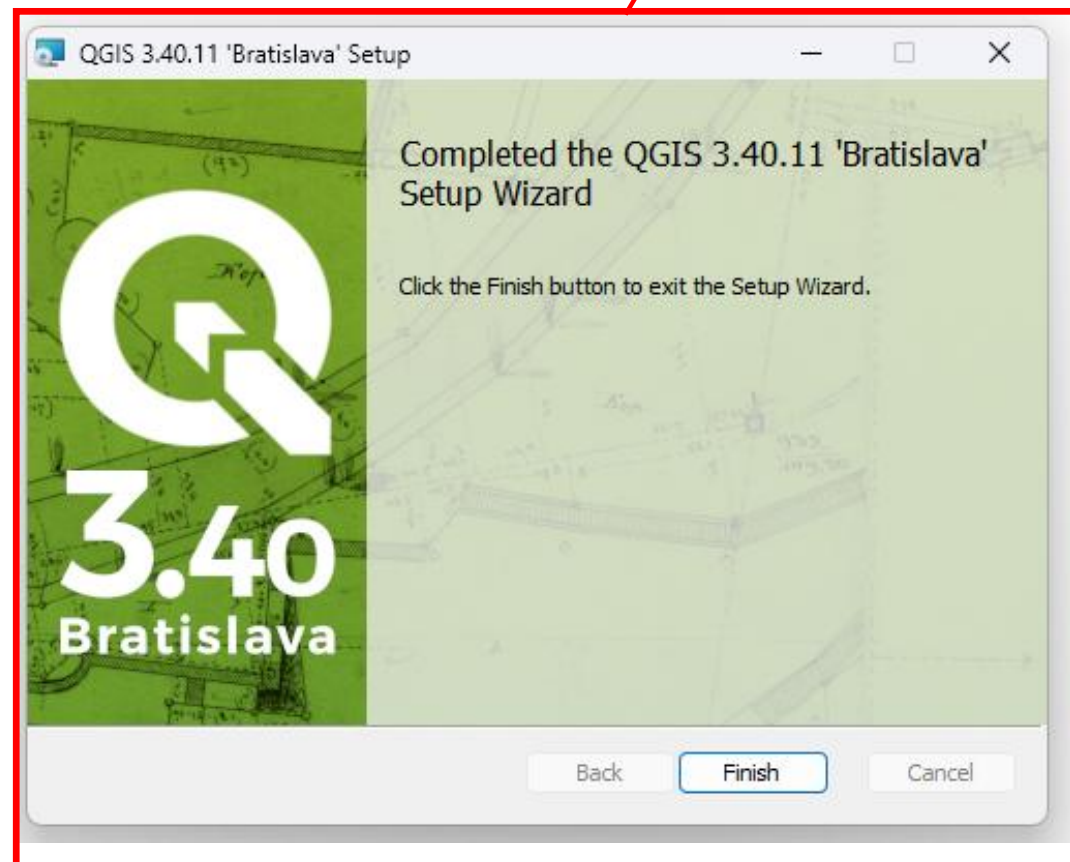 QGIS 3.40.11 'Bratislava' Setup
Completed the QGIS 3.40.11 'Bratislava'
Setup Wizard
Click the Finish button to exit the Setup Wizard.
3.40
Bratislava
Back
Finish
Cancel